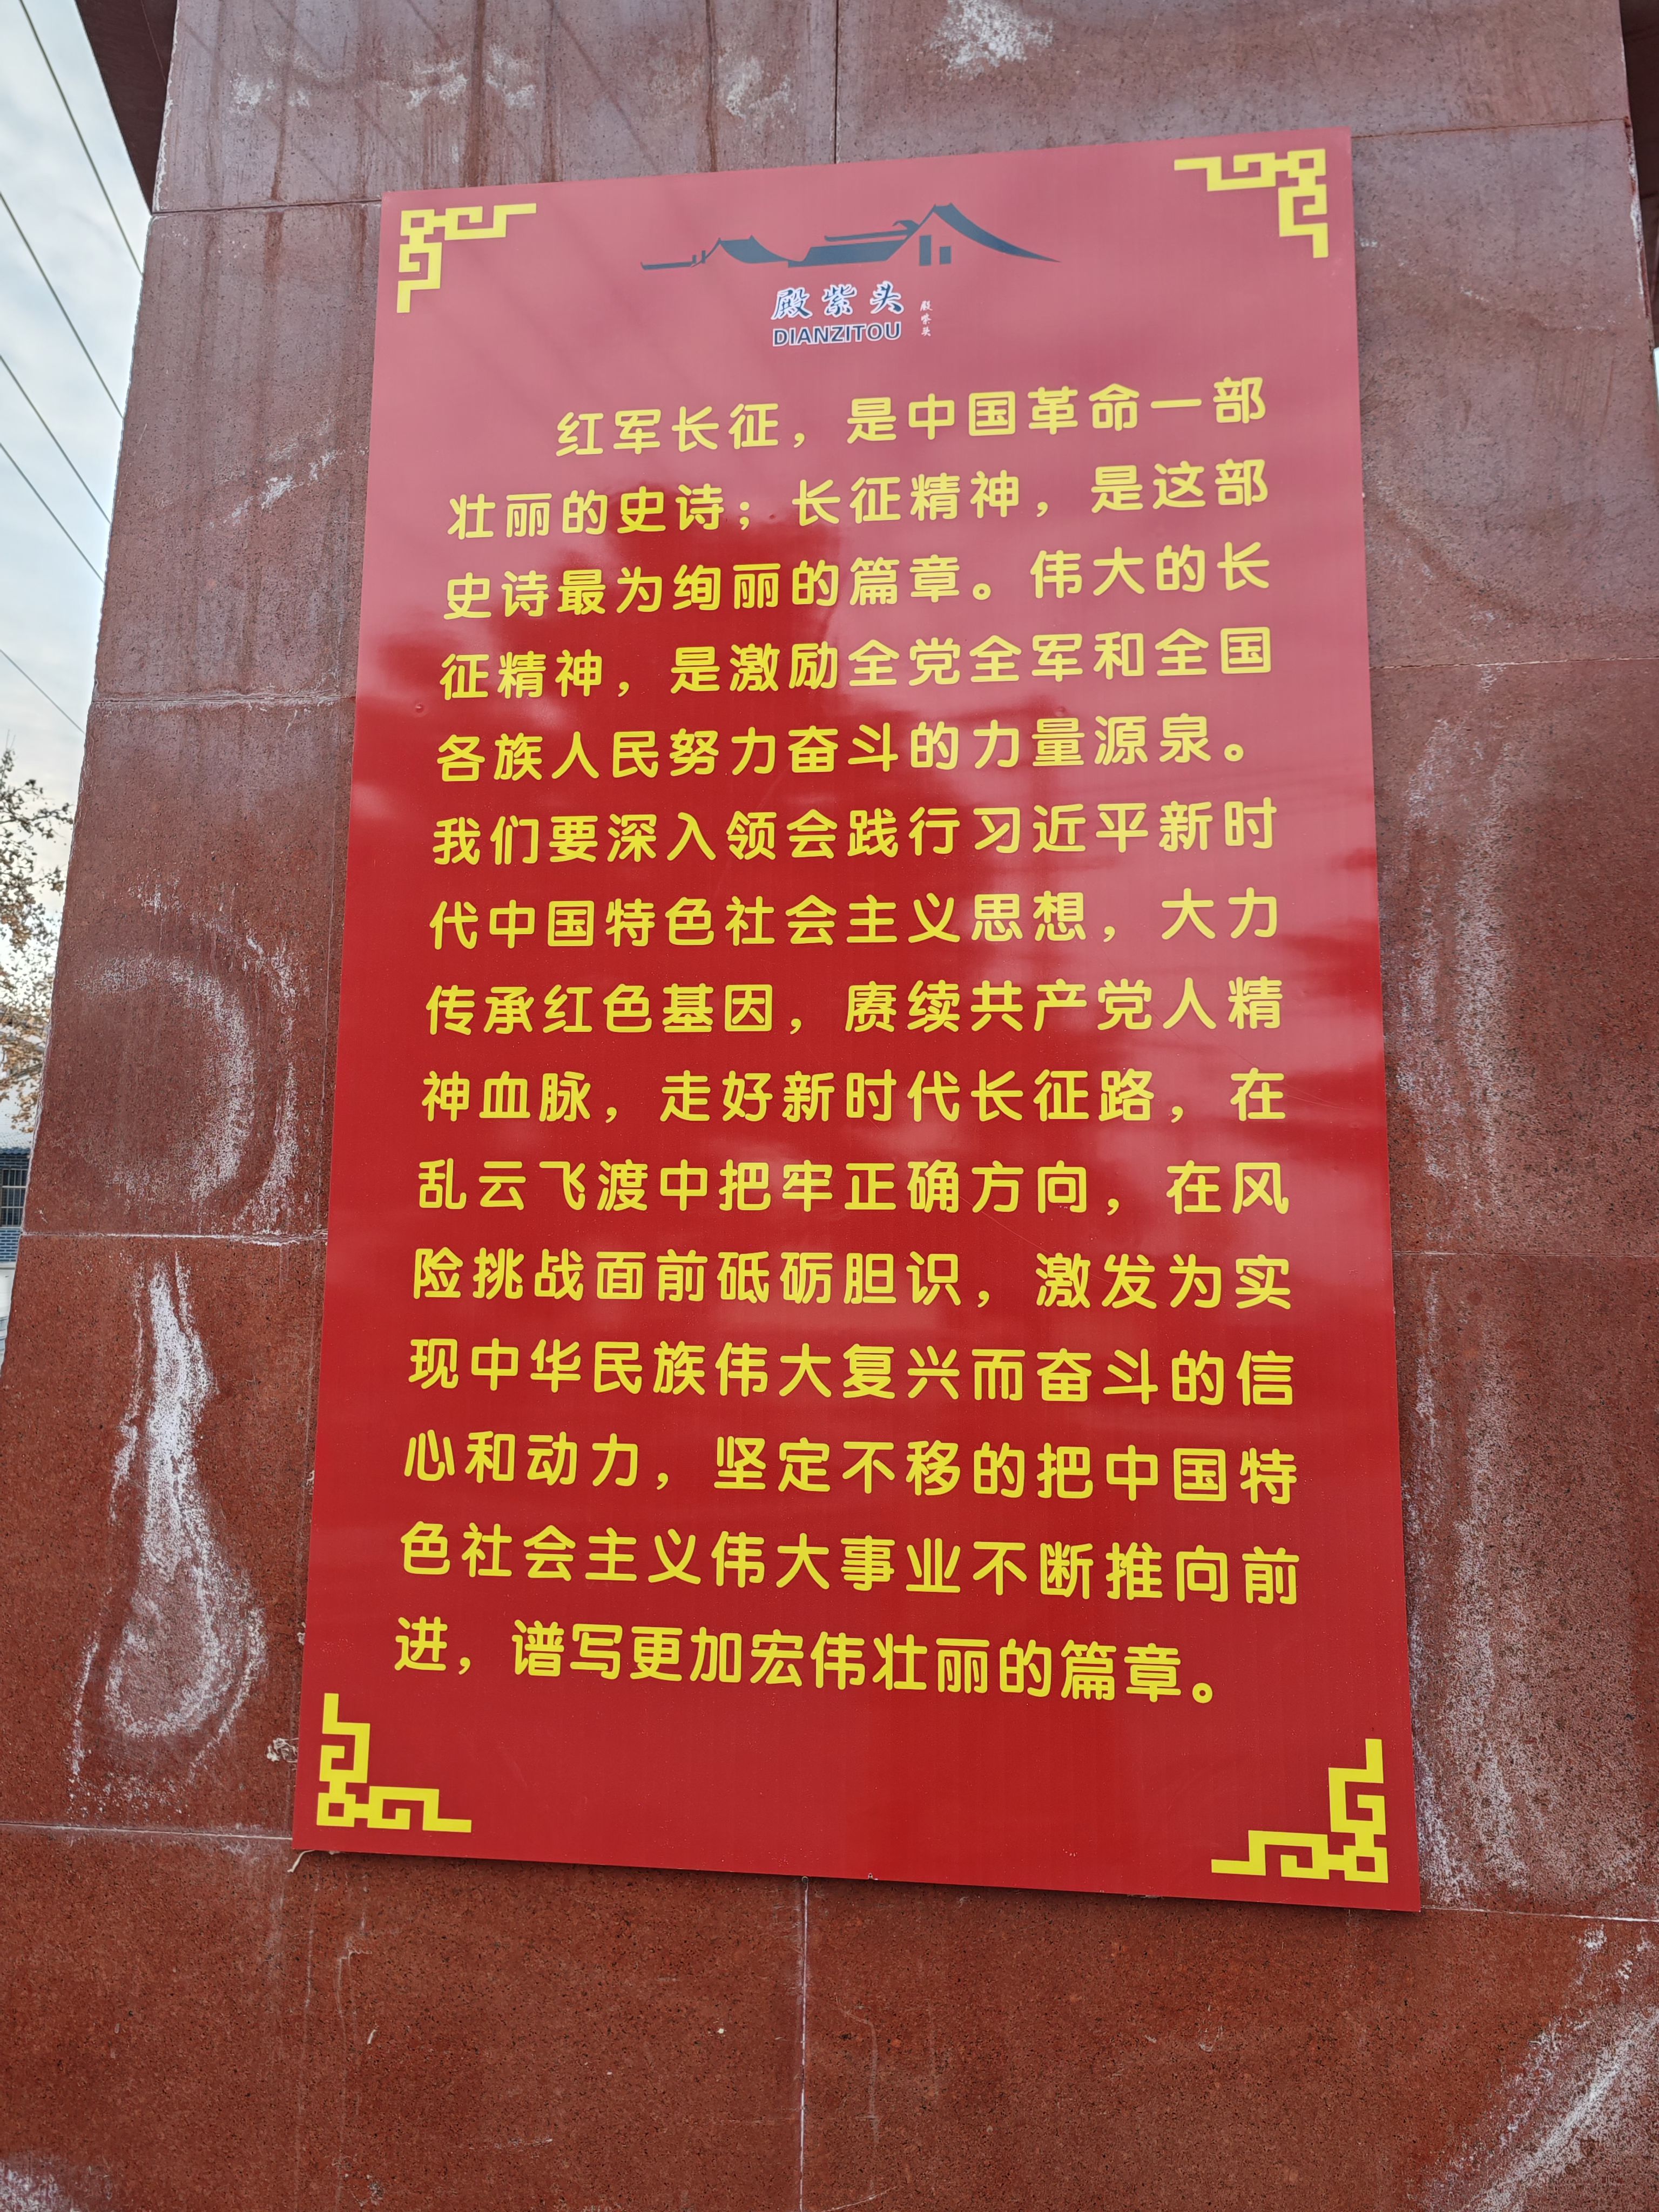 殿紫头
殿紫头
DIANZITOU
红军长征，是中国革命一部
壮丽的史诗；长征精神，是这部
史诗最为绚丽的篇章。伟大的长
征精神，是激励全党全军和全国
各族人民努力奋斗的力量源泉。
我们要深入领会践行习近平新时
代中国特色社会主义思想，大力
传承红色基因，赓续共产党人精
神血脉，走好新时代长征路，在
乱云飞渡中把牢正确方向，在风
险挑战面前砥砺胆识，激发为实
现中华民族伟大复兴而奋斗的信
心和动力，坚定不移的把中国特
色社会主义伟大事业不断推向前
进，谱写更加宏伟壮丽的篇章。